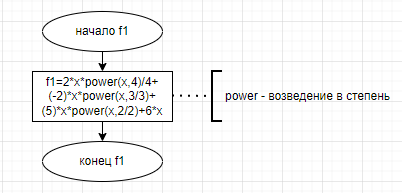 начало f1
f1=2*x*power(x,4)/4+
(-2)*x*power(x,3/3)+
(5)*x*power(x,2/2)+6*x
power - возведение в степень
конец f1